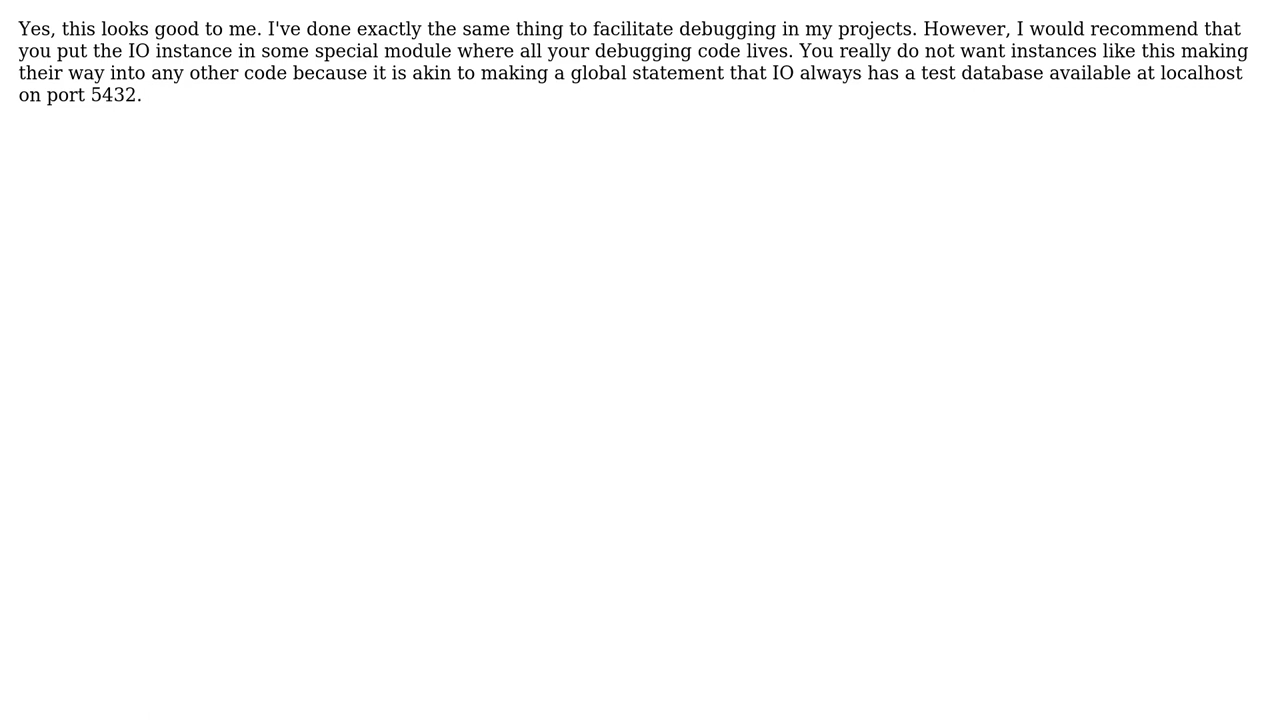 Yes, this looks good to me. I've done exactly the same thing to facilitate debugging in my projects. However, I would recommend that
you put the IO instance in some special module where all your debugging code lives. You really do not want instances like this making
their way into any other code because it is akin to making a global statement that IO always has a test database available at localhost
on port 5432.